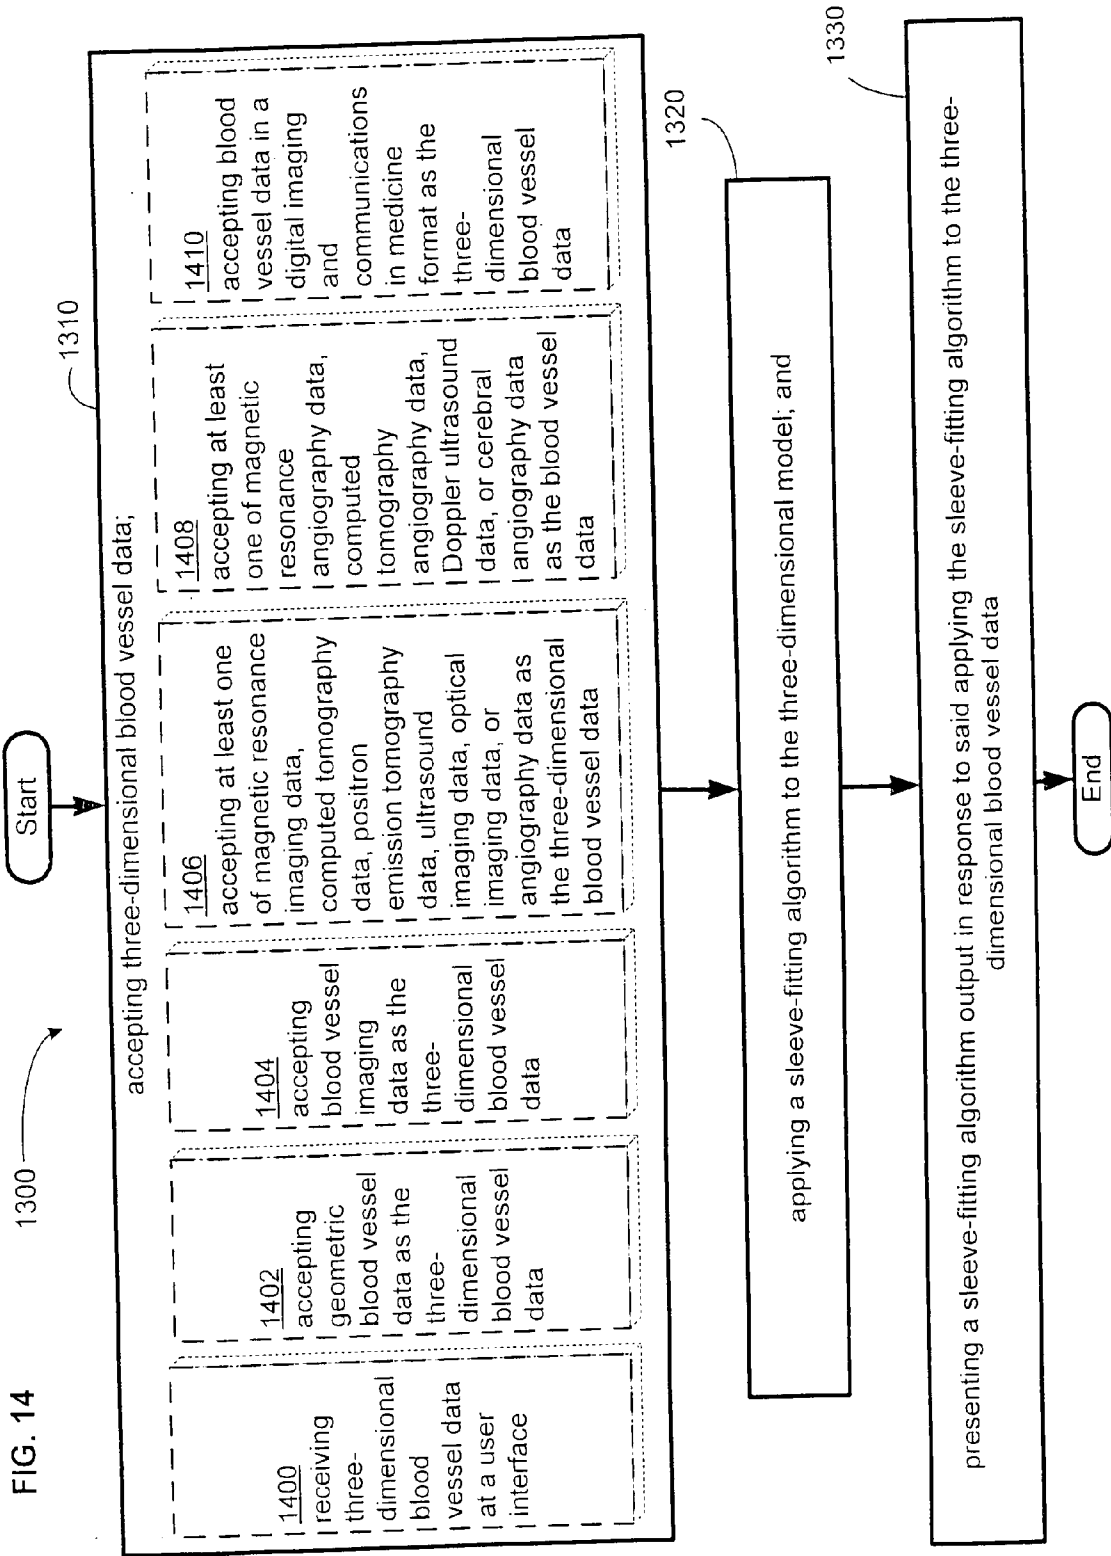 FIG. 14
1300
Start
1310
accepting three-dimensional blood vessel data;
1400
receiving
three-
dimensional
blood
vessel data
at a user
interface
1402
accepting
geometric
blood vessel
data as the
three-
dimensional
blood vessel
data
1404
accepting
blood vessel
imaging
data as the
three-
dimensional
blood vessel
data
1406
accepting at least one
of magnetic resonance
imaging data,
computed tomography
data, positron
emission tomography
data, ultrasound
imaging data, optical
imaging data, or
angiography data as
the three-dimensional
blood vessel data
1408
accepting at least
one of magnetic
resonance
angiography data,
computed
tomography
angiography data,
Doppler ultrasound
data, or cerebral
angiography data
as the blood vessel
data
1410
accepting blood
vessel data in a
digital imaging
and
communications
in medicine
format as the
three-
dimensional
blood vessel
data
1320
applying a sleeve-fitting algorithm to the three-dimensional model; and
1330
presenting a sleeve-fitting algorithm output in response to said applying the sleeve-fitting algorithm to the three-
dimensional blood vessel data
End